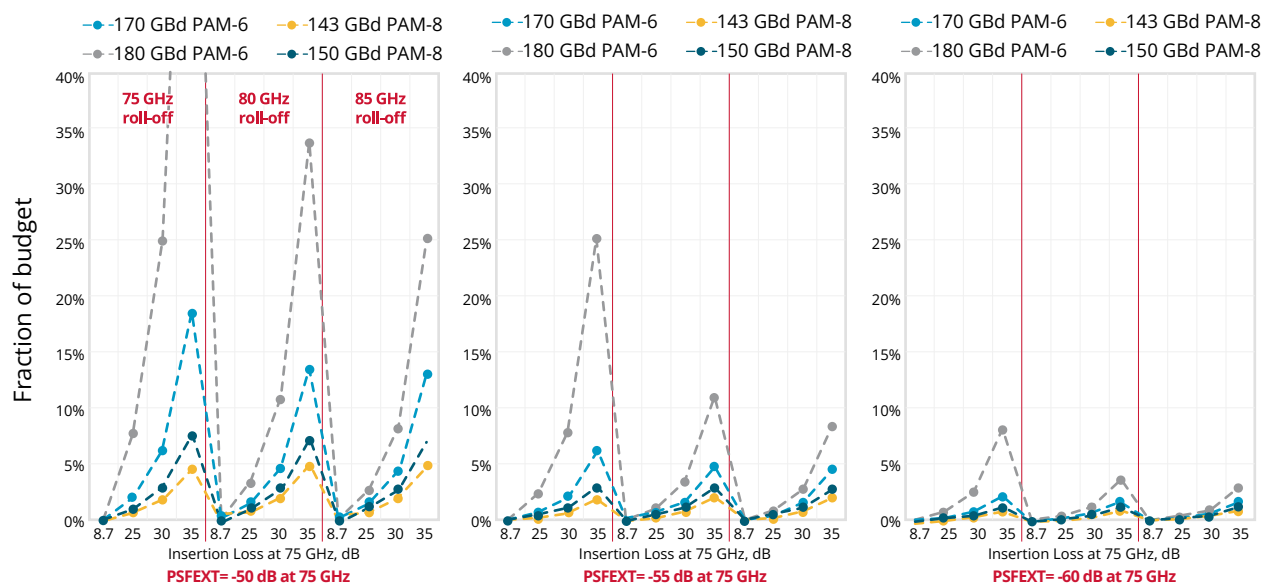 170 GBd PAM-6 143 GBd PAM-8
180 GBd PAM-6 150 GBd PAM-8
170 GBd PAM-6 143 GBd PAM-8
180 GBd PAM-6 150 GBd PAM-8
170 GBd PAM-6 143 GBd PAM-8
180 GBd PAM-6 150 GBd PAM-8
Fraction of budget
40%
35%
30%
25%
20%
15%
10%
5%
0%
75 GHz
roll-off
80 GHz
roll-off
85 GHz
roll-off
8.7 25 30 35 8.7 25 30 35 8.7 25 30 35
Insertion Loss at 75 GHz, dB
PSFEXT= -50 dB at 75 GHz
40%
35%
30%
25%
20%
15%
10%
5%
0%
8.7 25 30 35 8.7 25 30 35 8.7 25 30 35
Insertion Loss at 75 GHz, dB
PSFEXT= -55 dB at 75 GHz
40%
35%
30%
25%
20%
15%
10%
5%
0%
8.7 25 30 35 8.7 25 30 35 8.7 25 30 35
Insertion Loss at 75 GHz, dB
PSFEXT= -60 dB at 75 GHz